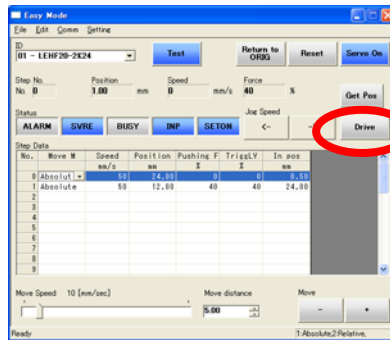 Easy Mode
File Edit Comm Setting
ID
01 - LEHF20-2K24 Test Return to ORIG Reset Servo On
Step No. Position Speed Force
No. 0 1.00 mm 0 mm/s 40 % Get Pos
Status Jog Speed
ALARM SVRE BUSY INP SETON <- - Drive
Step Data
No. Move M Speed Position Pushing F TriggLV In pos
mm/s mm % % mm
0 Absolut 50 24.00 0 0 0.50
1 Absolute 50 12.00 40 40 24.00
2
3
4
5
6
7
8
9
Move Speed 10 [mm/sec] Move distance Move
5.00 - +
Ready 1:Absolute,2:Relative,